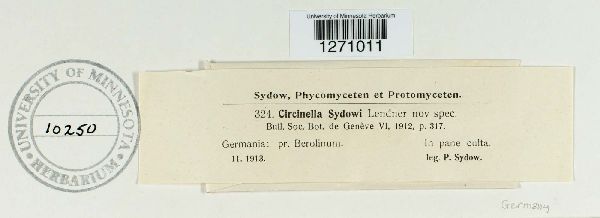 University of Minnesota Herbarium
1271011
UNIVERSITY OF MINNESOTA
HERBARIUM
10250
Sydow, Phycomyceten et Protomyceten.
324. Circinella Sydowi Lendner nov spec.
Bull. Soc. Bot. de Genève VI, 1912, p. 317.
Germania: pr. Berolinum. In pane culta.
11. 1913. leg. P. Sydow.
Germany